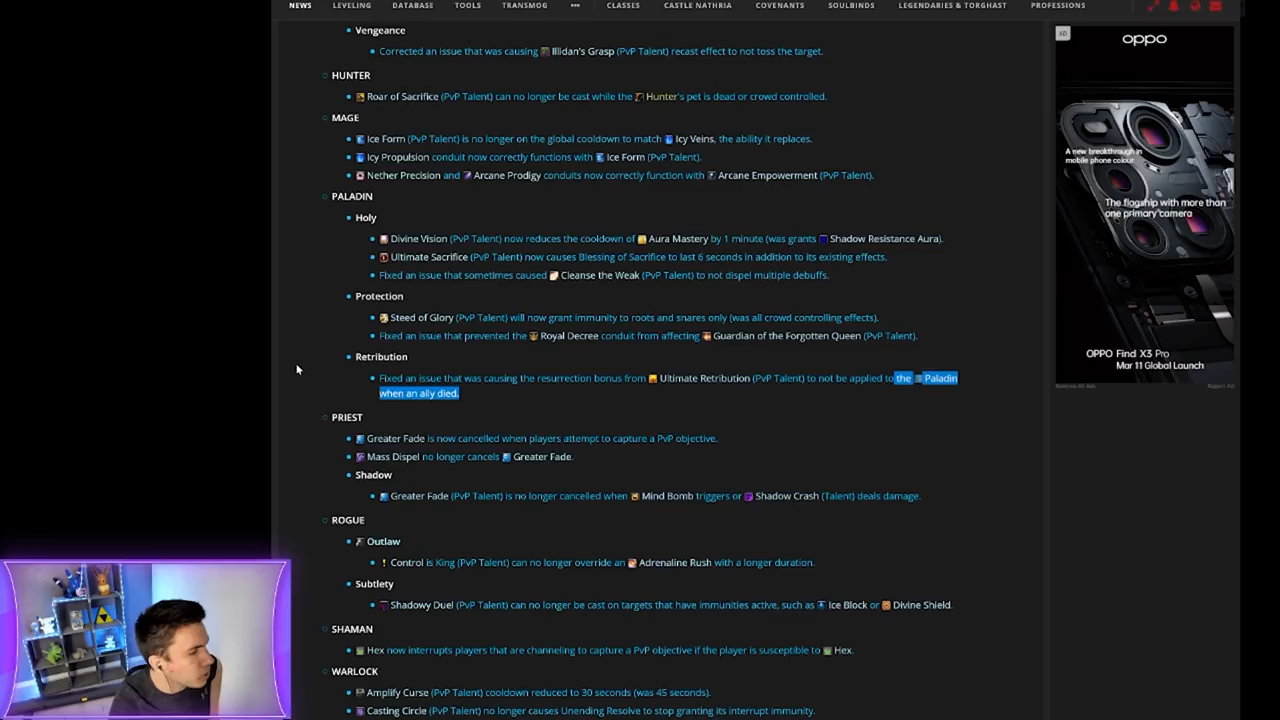 NEWS LEVELING DATABASE TOOLS TRANSMOG ••• CLASSES CASTLE NATHRIA COVENANTS SOULBINDS LEGENDARIES & TORGHAST PROFESSIONS
Vengeance
Corrected an issue that was causing Illidan's Grasp (PvP Talent) recast effect to not toss the target.
HUNTER
Roar of Sacrifice (PvP Talent) can no longer be cast while the Hunter's pet is dead or crowd controlled.
MAGE
Ice Form (PvP Talent) is no longer on the global cooldown to match Icy Veins, the ability it replaces.
Icy Propulsion conduit now correctly functions with Ice Form (PvP Talent).
Nether Precision and Arcane Prodigy conduits now correctly function with Arcane Empowerment (PvP Talent).
PALADIN
Holy
Divine Vision (PvP Talent) now reduces the cooldown of Aura Mastery by 1 minute (was grants Shadow Resistance Aura).
Ultimate Sacrifice (PvP Talent) now causes Blessing of Sacrifice to last 6 seconds in addition to its existing effects.
Fixed an issue that sometimes caused Cleanse the Weak (PvP Talent) to not dispel multiple debuffs.
Protection
Steed of Glory (PvP Talent) will now grant immunity to roots and snares only (was all crowd controlling effects).
Fixed an issue that prevented the Royal Decree conduit from affecting Guardian of the Forgotten Queen (PvP Talent).
Retribution
Fixed an issue that was causing the resurrection bonus from Ultimate Retribution (PvP Talent) to not be applied to the Paladin
when an ally died.
PRIEST
Greater Fade is now cancelled when players attempt to capture a PvP objective.
Mass Dispel no longer cancels Greater Fade.
Shadow
Greater Fade (PvP Talent) is no longer cancelled when Mind Bomb triggers or Shadow Crash (Talent) deals damage.
ROGUE
Outlaw
Control is King (PvP Talent) can no longer override an Adrenaline Rush with a longer duration.
Subtlety
Shadowy Duel (PvP Talent) can no longer be cast on targets that have immunities active, such as Ice Block or Divine Shield.
SHAMAN
Hex now interrupts players that are channeling to capture a PvP objective if the player is susceptible to Hex.
WARLOCK
Amplify Curse (PvP Talent) cooldown reduced to 30 seconds (was 45 seconds).
Casting Circle (PvP Talent) no longer causes Unending Resolve to stop granting its interrupt immunity.
AD
oppo
A new breakthrough in
mobile phone colour
The flagship with more than
one primary camera
OPPO Find X3 Pro
Mar 11 Global Launch
Report Ad